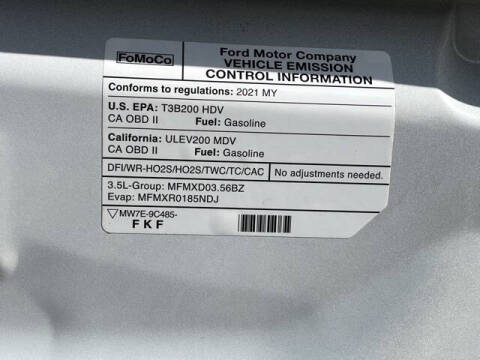 FoMoCo
Ford Motor Company
VEHICLE EMISSION
CONTROL INFORMATION
Conforms to regulations: 2021 MY
U.S. EPA: T3B200 HDV
CA OBD II Fuel: Gasoline
California: ULEV200 MDV
CA OBD II Fuel: Gasoline
DFI/WR-HO2S/HO2S/TWC/TC/CAC No adjustments needed.
3.5L-Group: MFMXD03.56BZ
Evap: MFMXR0185NDJ
MW7E-9C485-
FKF